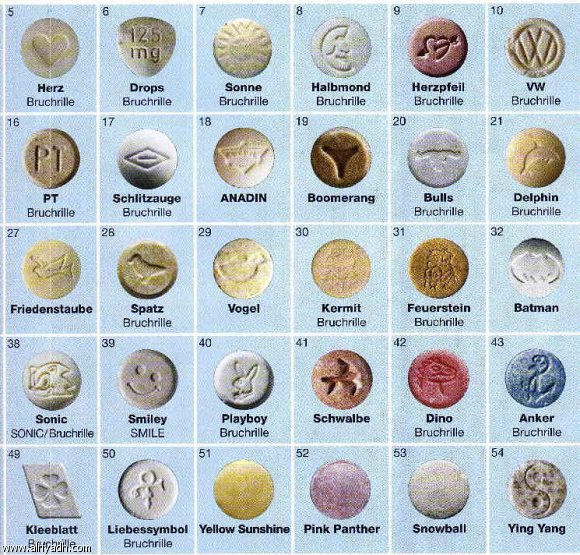 5 6 7 8 9 10
125
mg
Herz Drops Sonne Halbmond Herzpfeil VW
Bruchrille Bruchrille Bruchrille Bruchrille Bruchrille Bruchrille
16 17 18 19 20 21
PT
PT Schlitzauge ANADIN Boomerang Bulls Delphin
Bruchrille Bruchrille Bruchrille Bruchrille
27 28 29 30 31 32
Friedenstaube Spatz Vogel Kermit Feuerstein Batman
Bruchrille Bruchrille Bruchrille
38 39 40 41 42 43
Sonic Smiley Playboy Schwalbe Dino Anker
SONIC/Bruchrille SMILE Bruchrille Bruchrille Bruchrille
49 50 51 52 53 54
Kleeblatt Liebessymbol Yellow Sunshine Pink Panther Snowball Ying Yang
Bruchrille Bruchrille
www.alriyadh.com